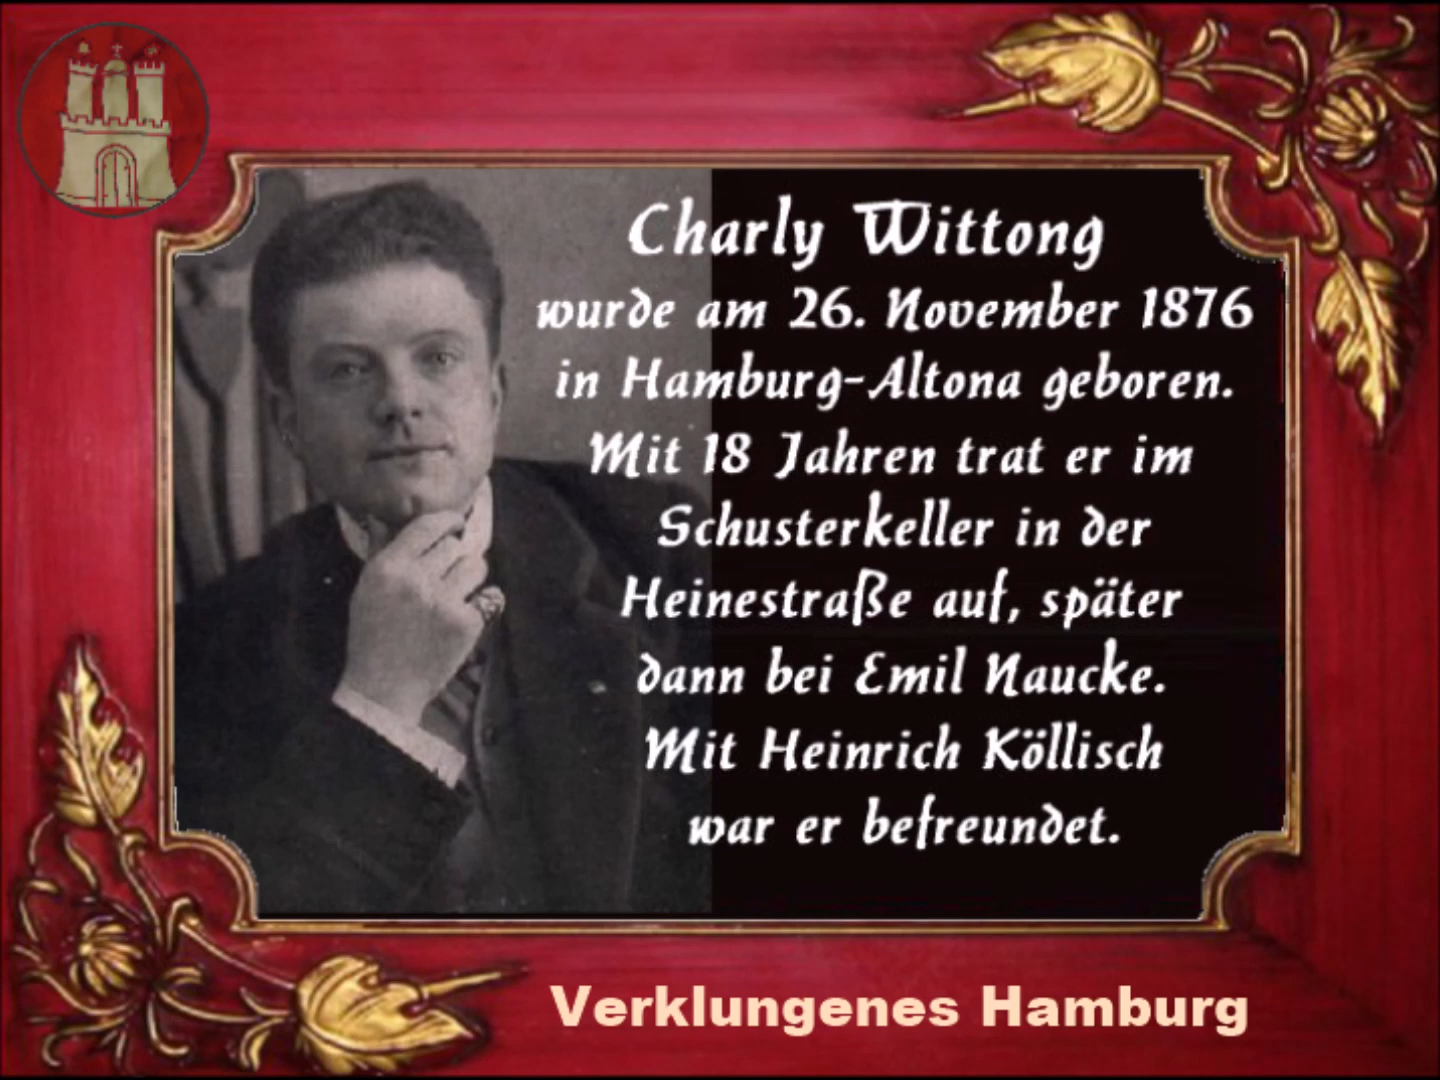 Charly Wittong
wurde am 26. November 1876
in Hamburg-Altona geboren.
Mit 18 Jahren trat er im
Schusterkeller in der
Heinestraße auf, später
dann bei Emil Naucke.
Mit Heinrich Köllisch
war er befreundet.
Verklungenes Hamburg